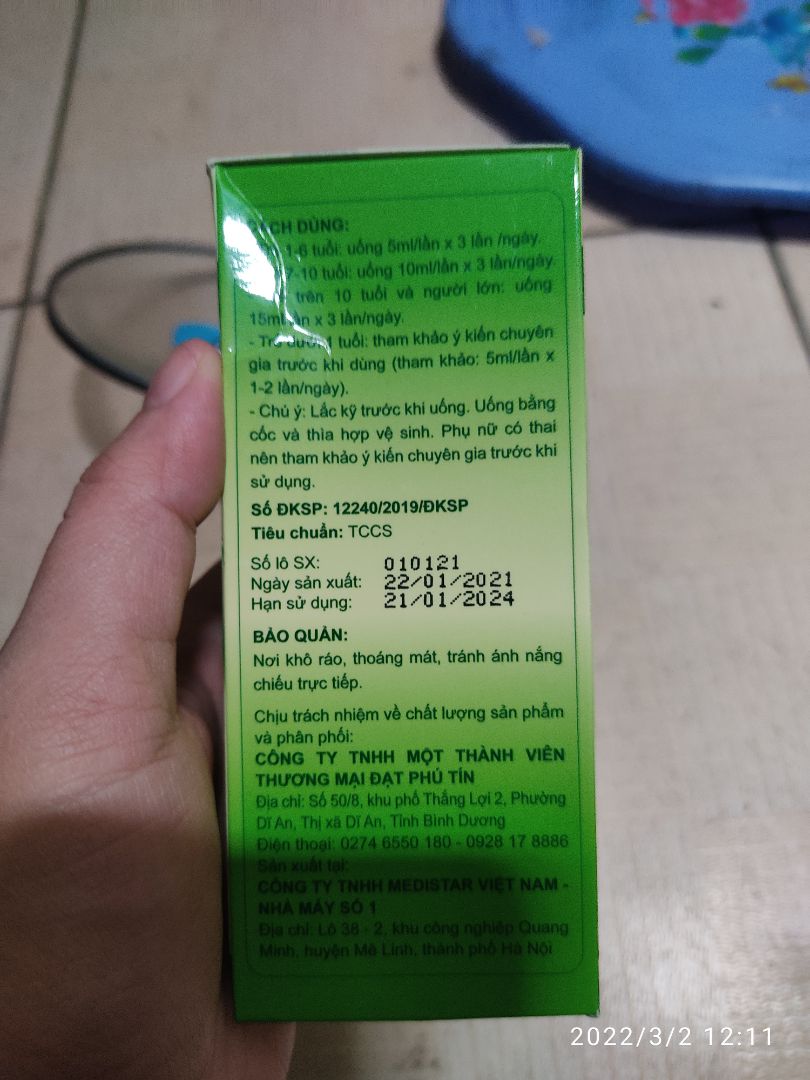 CÁCH DÙNG:
1-6 tuổi: uống 5ml/lần x 3 lần /ngày.
7-10 tuổi: uống 10ml/lần x 3 lần/ngày.
trên 10 tuổi và người lớn: uống
15ml/lần x 3 lần/ngày.
- Trẻ dưới 1 tuổi: tham khảo ý kiến chuyên
gia trước khi dùng (tham khảo: 5ml/lần x
1-2 lần/ngày).
- Chú ý: Lắc kỹ trước khi uống. Uống bằng
cốc và thìa hợp vệ sinh. Phụ nữ có thai
nên tham khảo ý kiến chuyên gia trước khi
sử dụng.
Số ĐKSP: 12240/2019/ĐKSP
Tiêu chuẩn: TCCS
Số lô SX: 010121
Ngày sản xuất: 22/01/2021
Hạn sử dụng: 21/01/2024
BẢO QUẢN:
Nơi khô ráo, thoáng mát, tránh ánh nắng
chiếu trực tiếp.
Chịu trách nhiệm về chất lượng sản phẩm
và phân phối:
CÔNG TY TNHH MỘT THÀNH VIÊN
THƯƠNG MẠI ĐẠT PHÚ TÍN
Địa chỉ: Số 50/8, khu phố Thắng Lợi 2, Phường
Dĩ An, Thị xã Dĩ An, Tỉnh Bình Dương
Điện thoại: 0274 6550 180 - 0928 17 8886
Sản xuất tại:
CÔNG TY TNHH MEDISTAR VIỆT NAM -
NHÀ MÁY SỐ 1
Địa chỉ: Lô 38 - 2, khu công nghiệp Quang
Minh, huyện Mê Linh, thành phố Hà Nội
2022/3/2 12:11